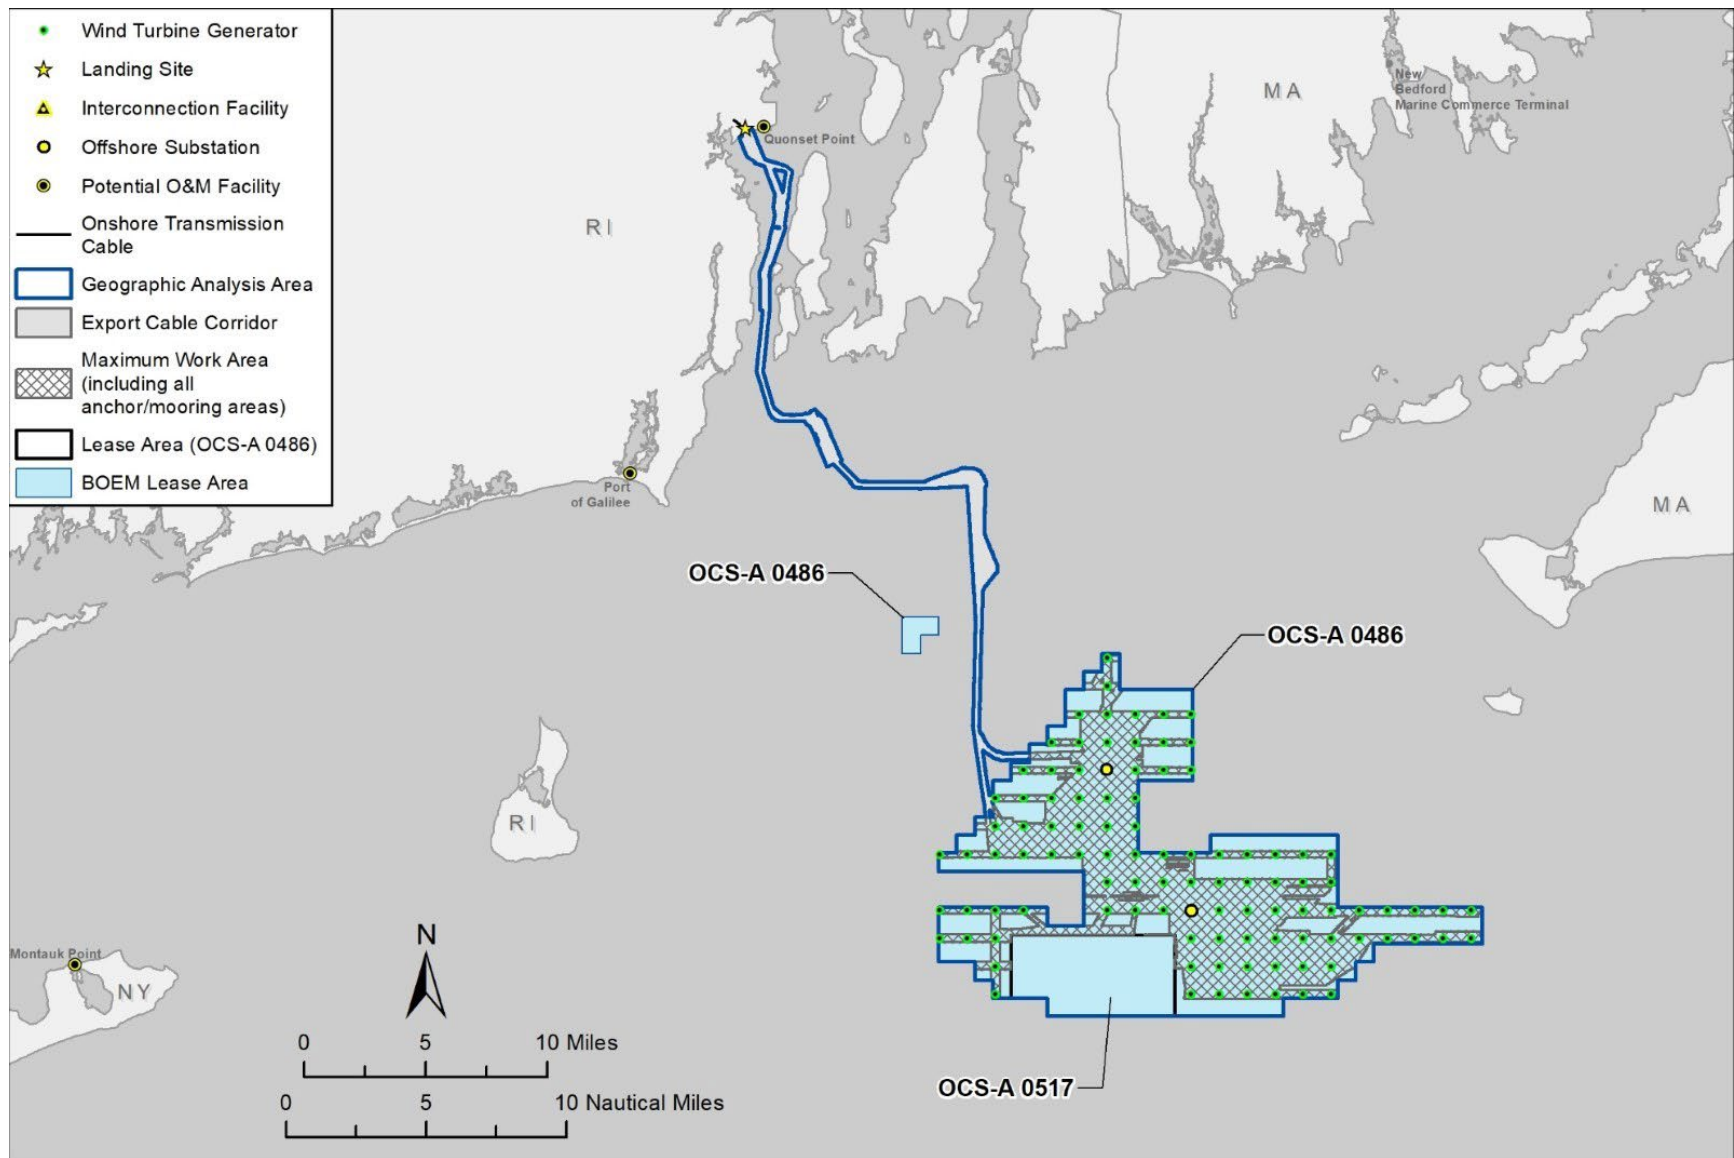 Wind Turbine Generator
Landing Site
Interconnection Facility
Offshore Substation
Potential O&M Facility
Onshore Transmission
Cable
Geographic Analysis Area
Export Cable Corridor
Maximum Work Area
(including all
anchor/mooring areas)
Lease Area (OCS-A 0486)
BOEM Lease Area
MA
New
Bedford
Marine Commerce Terminal
Quonset Point
RI
Port
of Galilee
MA
OCS-A 0486
OCS-A 0486
RI
Montauk Point
NY
N
0 5 10 Miles
0 5 10 Nautical Miles
OCS-A 0517